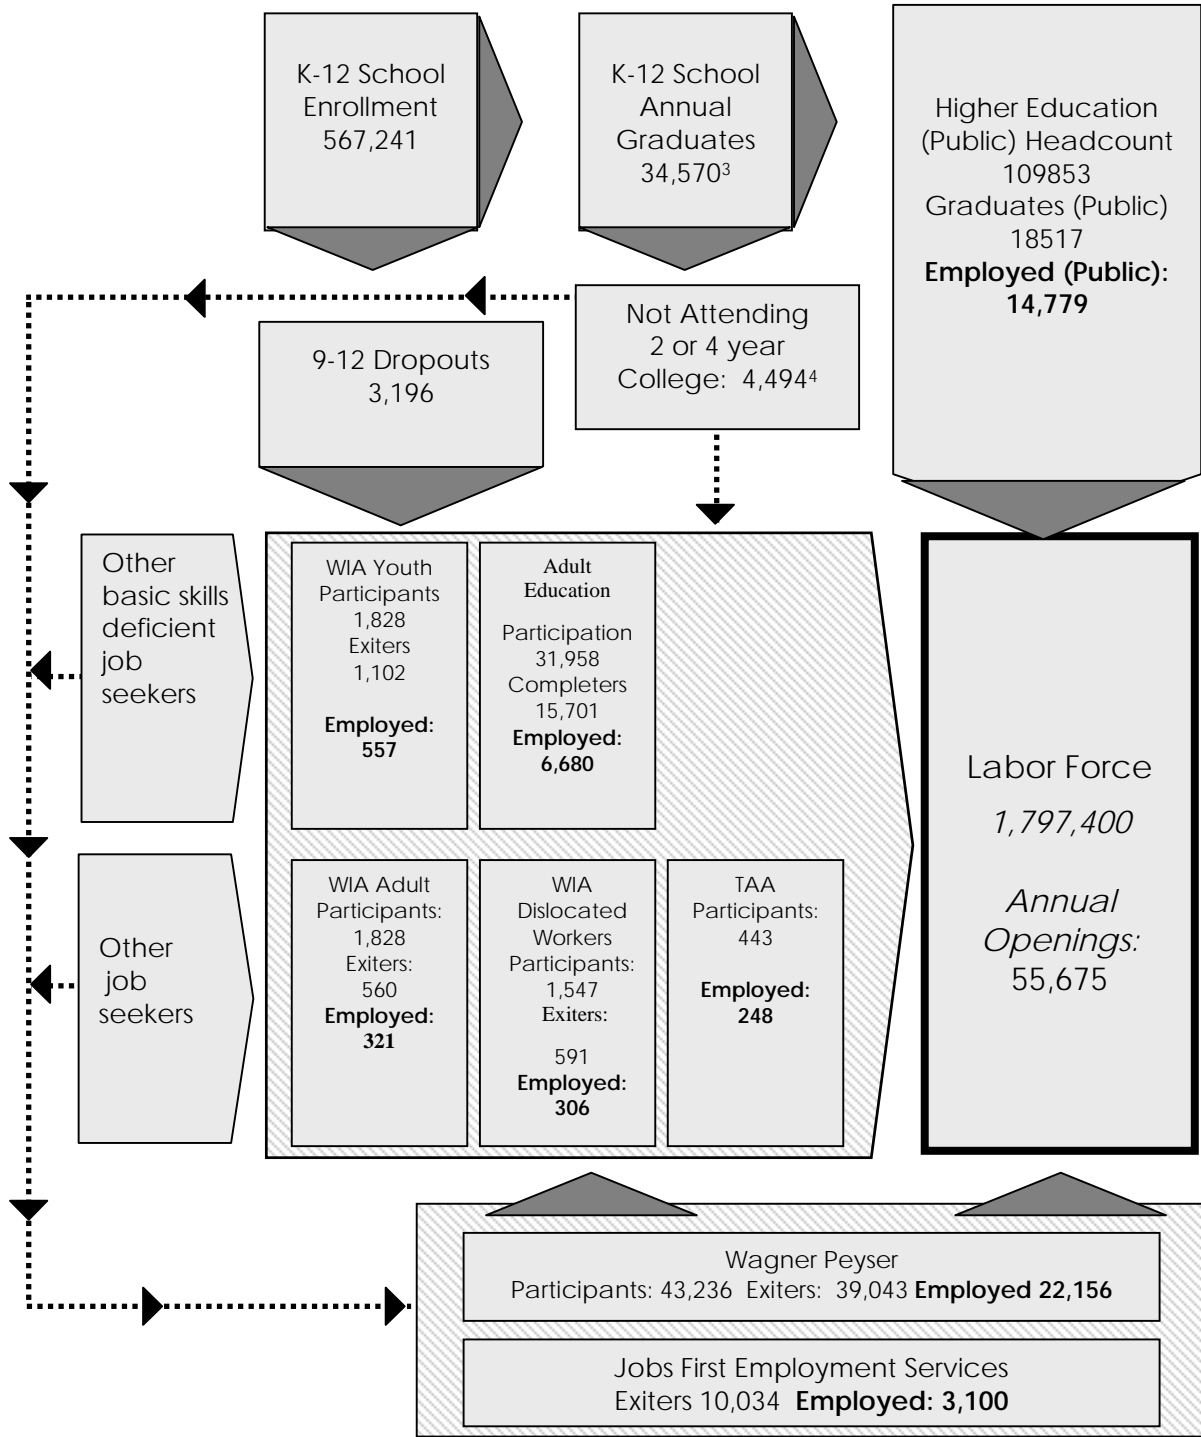 K-12 School
Enrollment
567,241
K-12 School
Annual
Graduates
34,570³
Higher Education
(Public) Headcount
109853
Graduates (Public)
18517
Employed (Public):
14,779
Not Attending
2 or 4 year
College:  4,494⁴
9-12 Dropouts
3,196
Other
basic skills
deficient
job
seekers
WIA Youth
Participants
1,828
Exiters
1,102
Employed:
557
Adult
Education
Participation
31,958
Completers
15,701
Employed:
6,680
Labor Force
1,797,400
Annual
Openings:
55,675
Other
job
seekers
WIA Adult
Participants:
1,828
Exiters:
560
Employed:
321
WIA
Dislocated
Workers
Participants:
1,547
Exiters:
591
Employed:
306
TAA
Participants:
443
Employed:
248
Wagner Peyser
Participants: 43,236  Exiters:  39,043 Employed 22,156
Jobs First Employment Services
Exiters 10,034  Employed: 3,100